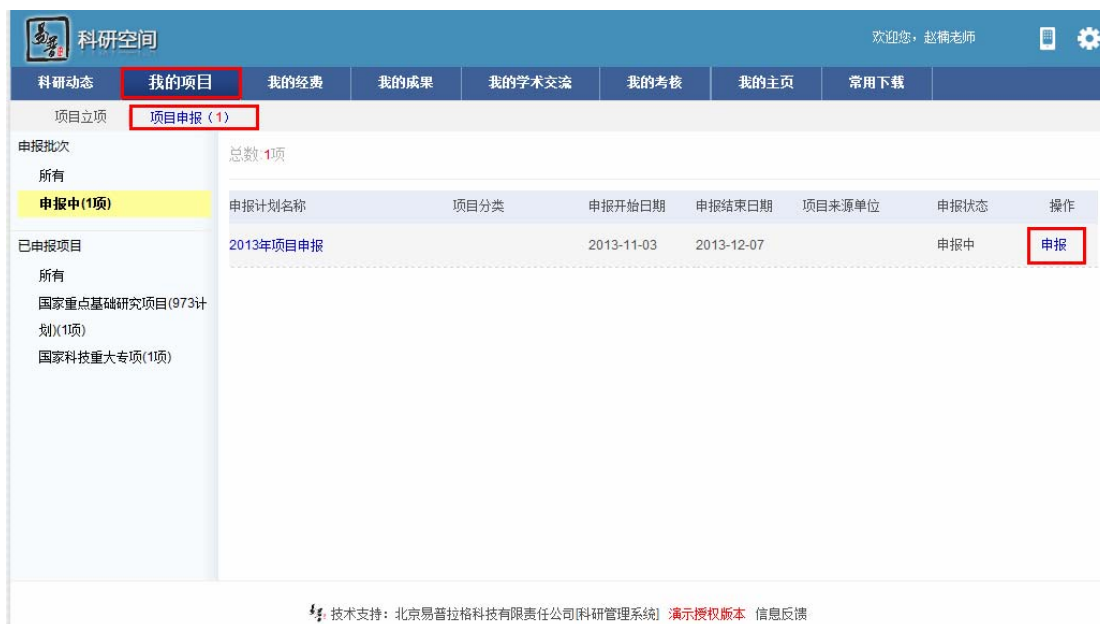 易普 科研空间
欢迎您，赵楠老师
科研动态 我的项目 我的经费 我的成果 我的学术交流 我的考核 我的主页 常用下载
项目立项 项目申报（1）
申报批次
所有
申报中(1项)
已申报项目
所有
国家重点基础研究项目(973计
划)(1项)
国家科技重大专项(1项)
总数:1项
申报计划名称 项目分类 申报开始日期 申报结束日期 项目来源单位 申报状态 操作
2013年项目申报 2013-11-03 2013-12-07 申报中 申报
技术支持：北京易普拉格科技有限责任公司[科研管理系统] 演示授权版本 信息反馈